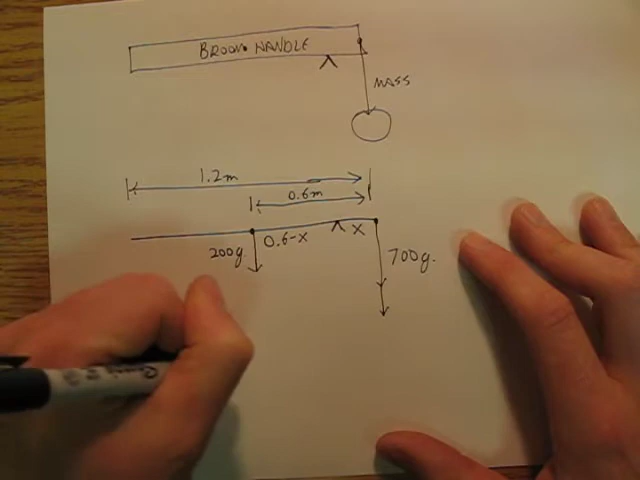 BROOM HANDLE
MASS
1.2m
0.6m
200g. 0.6-x x 700g.